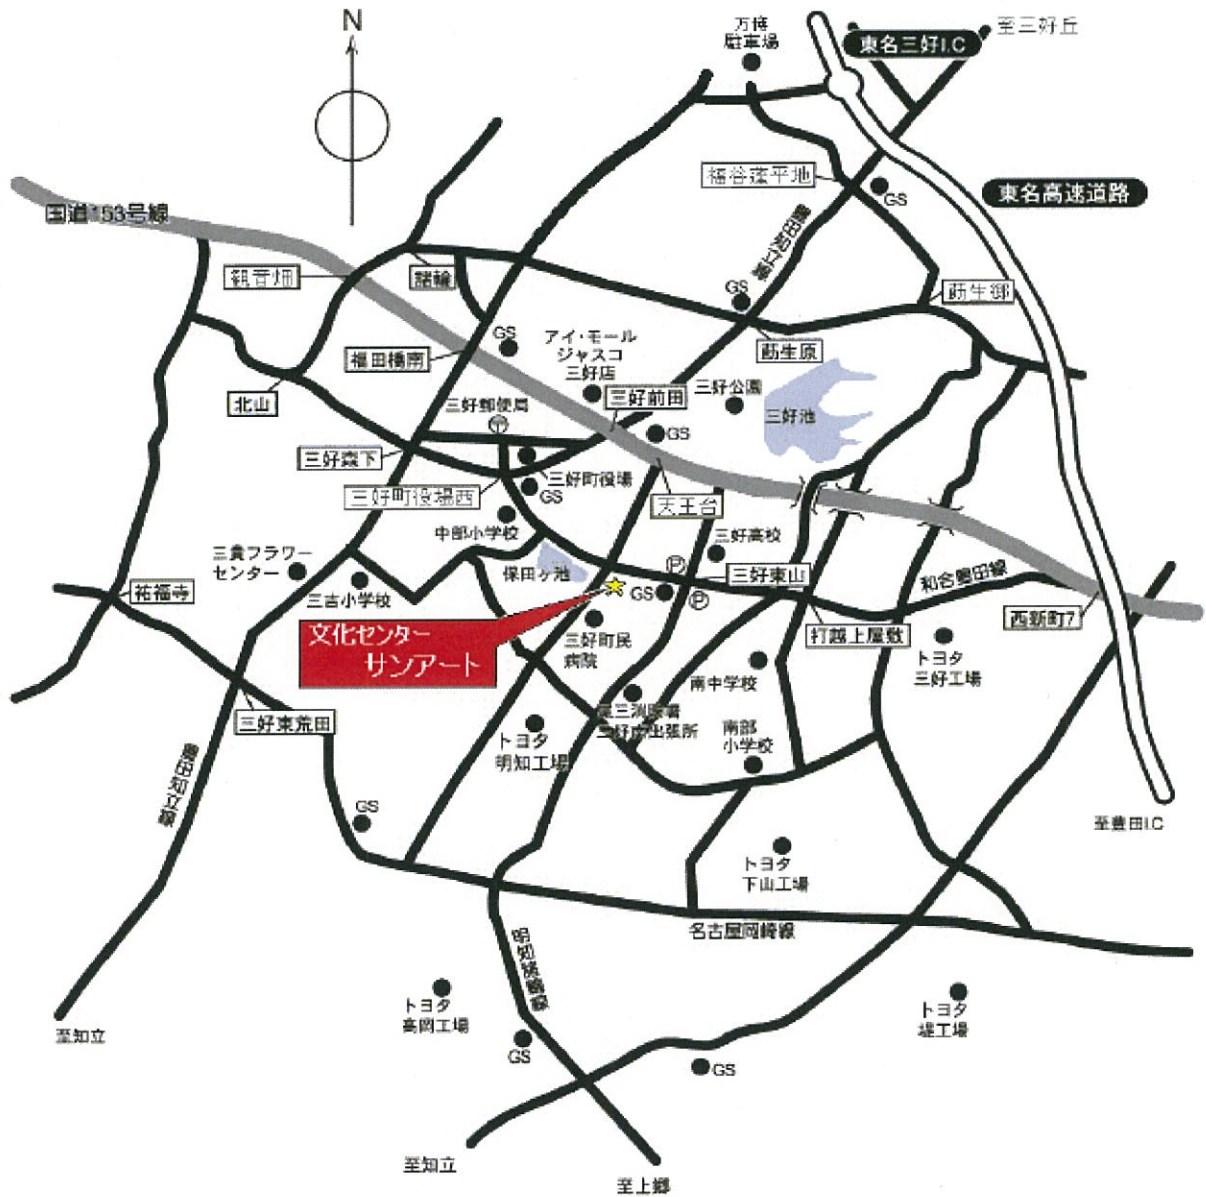 N
万博
駐車場
東名三好I.C
至三好丘
福谷蓮平地
GS
東名高速道路
国道153号線
豊田知立線
観音畑
諸輪
GS
莇生郷
福田橋南
GS
アイ・モール
ジャスコ
三好店
莇生原
北山
三好郵便局
三好前田
三好公園
三好池
三好森下
GS
三好町役場
三好町役場西
GS
天王台
中部小学校
三好高校
三貴フラワー
センター
保田ヶ池
P
三好東山
和合豊田線
祐福寺
三吉小学校
GS
P
西新町7
文化センター
サンアート
三好町民
病院
打越上屋敷
トヨタ
三好工場
南中学校
三好東荒田
トヨタ
明知工場
三好南出張所
南部
小学校
豊田知立線
GS
至豊田I.C
トヨタ
下山工場
名古屋岡崎線
トヨタ
高岡工場
トヨタ
堤工場
至知立
GS
GS
至知立
至上郷